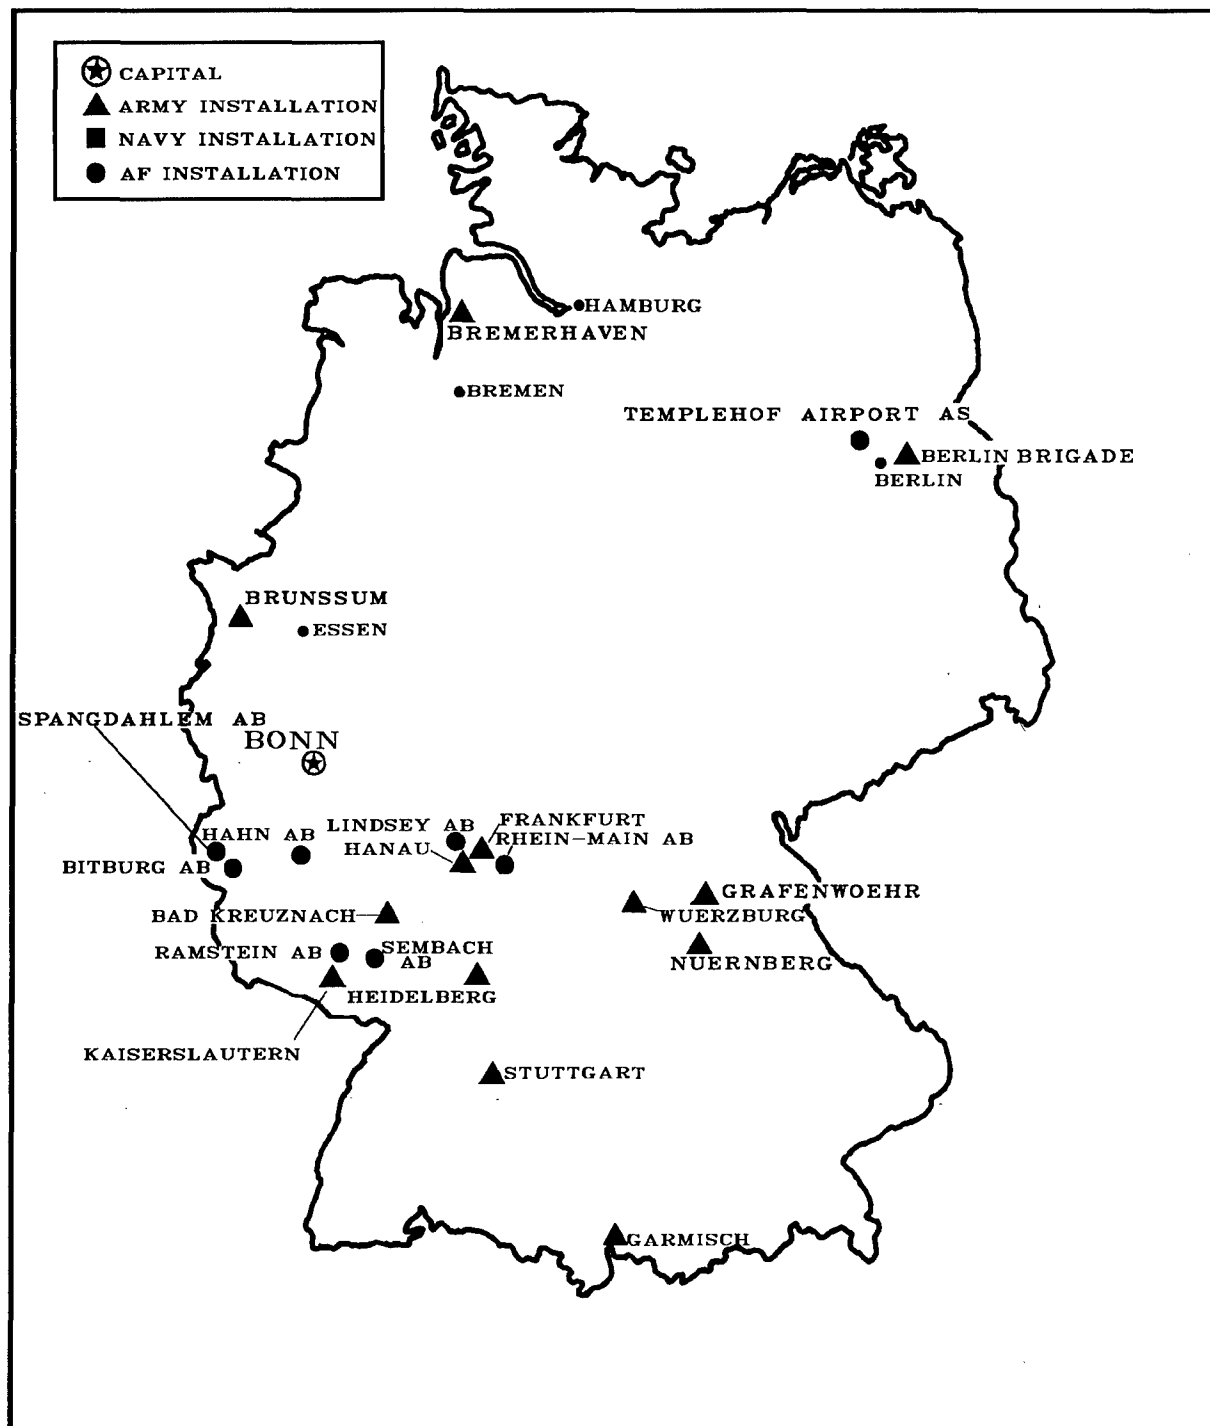 CAPITAL
ARMY INSTALLATION
NAVY INSTALLATION
AF INSTALLATION
HAMBURG
BREMERHAVEN
BREMEN
TEMPLEHOF AIRPORT AS
BERLIN BRIGADE
BERLIN
BRUNSSUM
ESSEN
SPANGDAHLEM AB
BONN
HAHN AB
LINDSEY AB
FRANKFURT
RHEIN-MAIN AB
HANAU
BITBURG AB
GRAFENWOEHR
WUERZBURG
BAD KREUZNACH
RAMSTEIN AB
SEMBACH
AB
NUERNBERG
HEIDELBERG
KAISERSLAUTERN
STUTTGART
GARMISCH